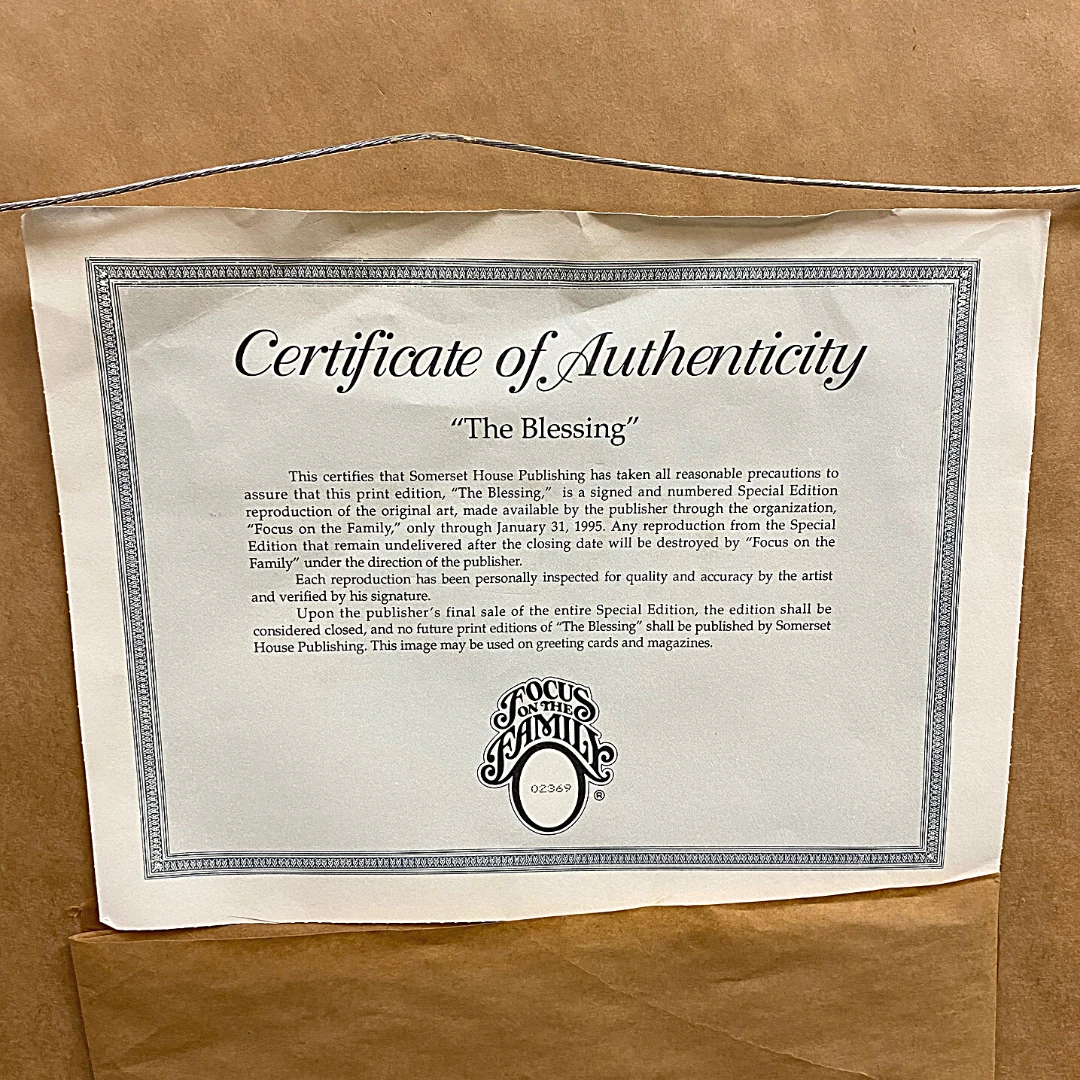 Certificate of Authenticity
“The Blessing”
This certifies that Somerset House Publishing has taken all reasonable precautions to
assure that this print edition, “The Blessing,” is a signed and numbered Special Edition
reproduction of the original art, made available by the publisher through the organization,
“Focus on the Family,” only through January 31, 1995. Any reproduction from the Special
Edition that remain undelivered after the closing date will be destroyed by “Focus on the
Family” under the direction of the publisher.
Each reproduction has been personally inspected for quality and accuracy by the artist
and verified by his signature.
Upon the publisher’s final sale of the entire Special Edition, the edition shall be
considered closed, and no future print editions of “The Blessing” shall be published by Somerset
House Publishing. This image may be used on greeting cards and magazines.
FOCUS
ON THE
FAMILY
02369
®